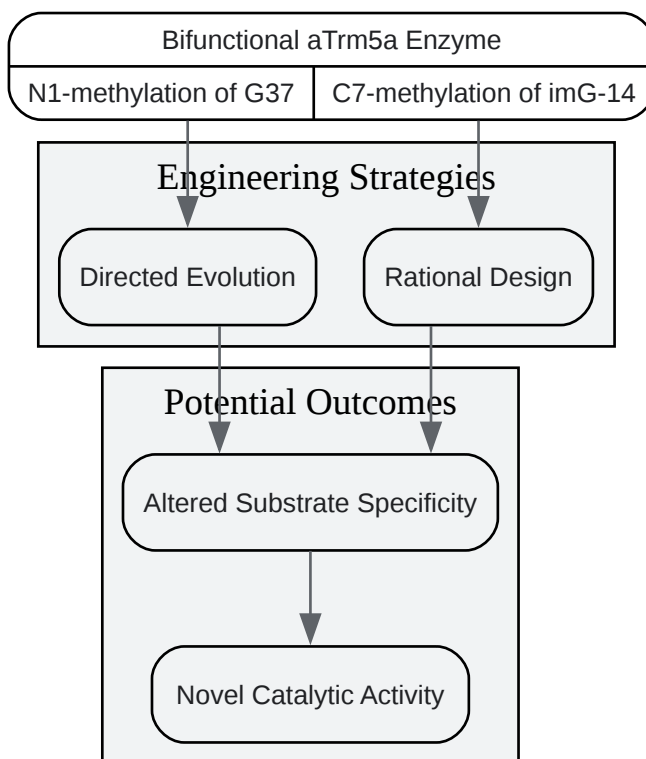 Bifunctional aTrm5a Enzyme
N1-methylation of G37
C7-methylation of imG-14
Engineering Strategies
Directed Evolution
Rational Design
Potential Outcomes
Altered Substrate Specificity
Novel Catalytic Activity